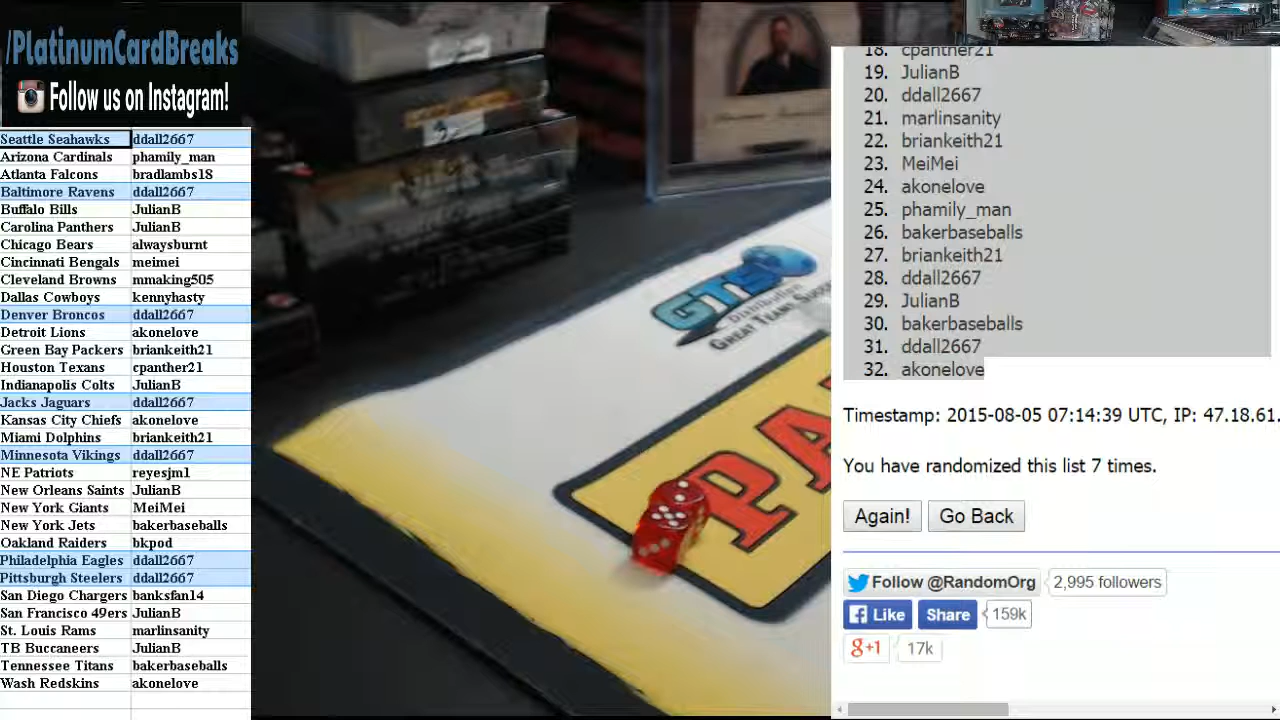 /PlatinumCardBreaks
Follow us on Instagram!
Seattle Seahawks ddall2667
Arizona Cardinals phamily_man
Atlanta Falcons bradlambs18
Baltimore Ravens ddall2667
Buffalo Bills JulianB
Carolina Panthers JulianB
Chicago Bears alwaysburnt
Cincinnati Bengals meimei
Cleveland Browns mmaking505
Dallas Cowboys kennyhasty
Denver Broncos ddall2667
Detroit Lions akonelove
Green Bay Packers briankeith21
Houston Texans cpanther21
Indianapolis Colts JulianB
Jacks Jaguars ddall2667
Kansas City Chiefs akonelove
Miami Dolphins briankeith21
Minnesota Vikings ddall2667
NE Patriots reyesjm1
New Orleans Saints JulianB
New York Giants MeiMei
New York Jets bakerbaseballs
Oakland Raiders bkpod
Philadelphia Eagles ddall2667
Pittsburgh Steelers ddall2667
San Diego Chargers banksfan14
San Francisco 49ers JulianB
St. Louis Rams marlinsanity
TB Buccaneers JulianB
Tennessee Titans bakerbaseballs
Wash Redskins akonelove
GTS
Great Team
PA
18. cpanther21
19. JulianB
20. ddall2667
21. marlinsanity
22. briankeith21
23. MeiMei
24. akonelove
25. phamily_man
26. bakerbaseballs
27. briankeith21
28. ddall2667
29. JulianB
30. bakerbaseballs
31. ddall2667
32. akonelove
Timestamp: 2015-08-05 07:14:39 UTC, IP: 47.18.61.
You have randomized this list 7 times.
Again! Go Back
Follow @RandomOrg 2,995 followers
Like Share 159k
g+1 17k